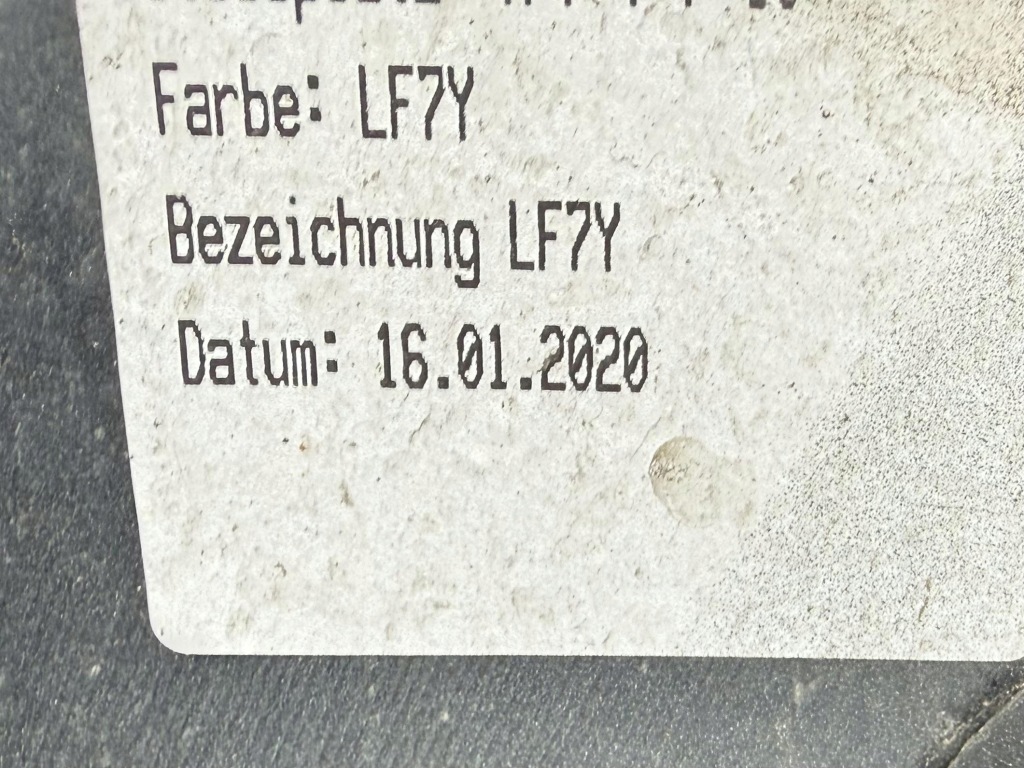 Farbe: LF7Y
Bezeichnung LF7Y
Datum: 16.01.2020